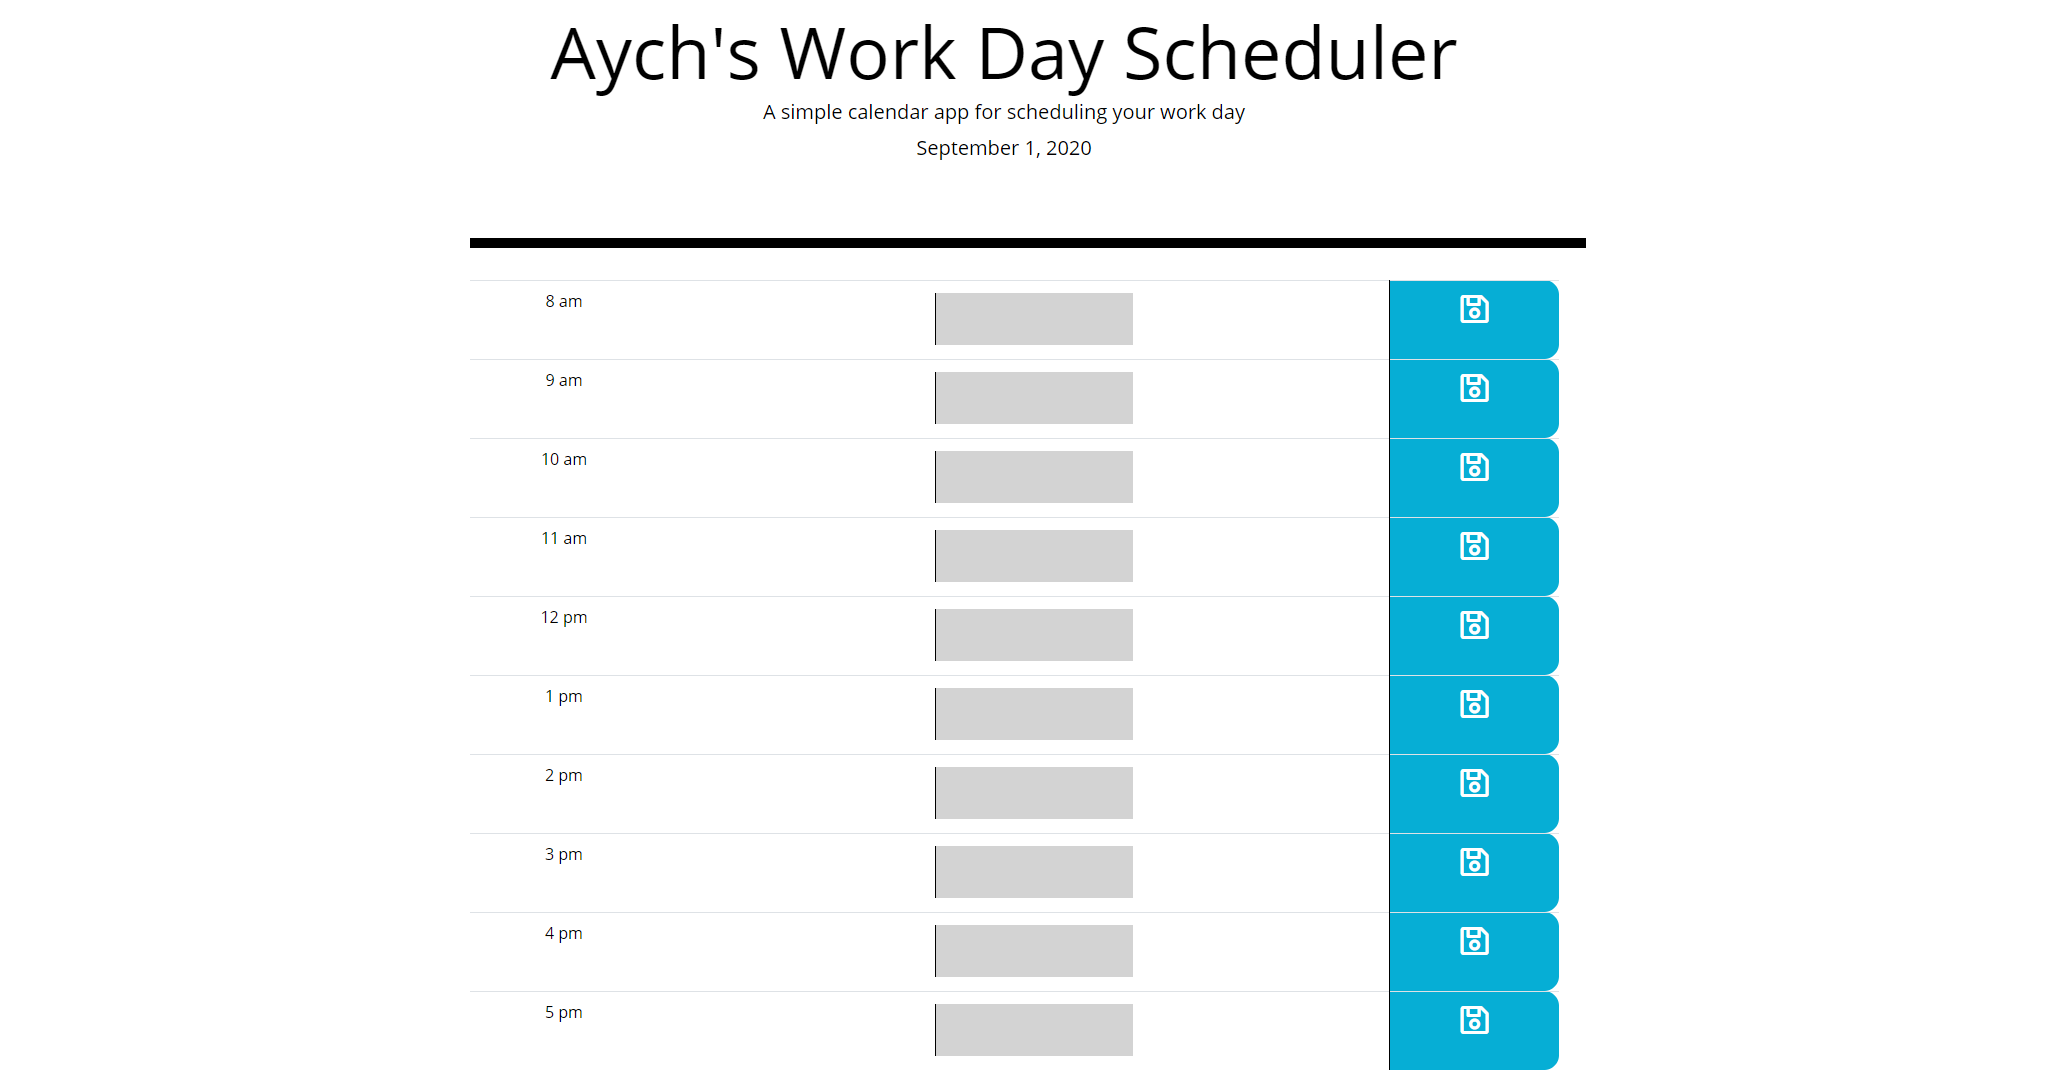 Aych's Work Day Scheduler
A simple calendar app for scheduling your work day
September 1, 2020
8 am
9 am
10 am
11 am
12 pm
1 pm
2 pm
3 pm
4 pm
5 pm